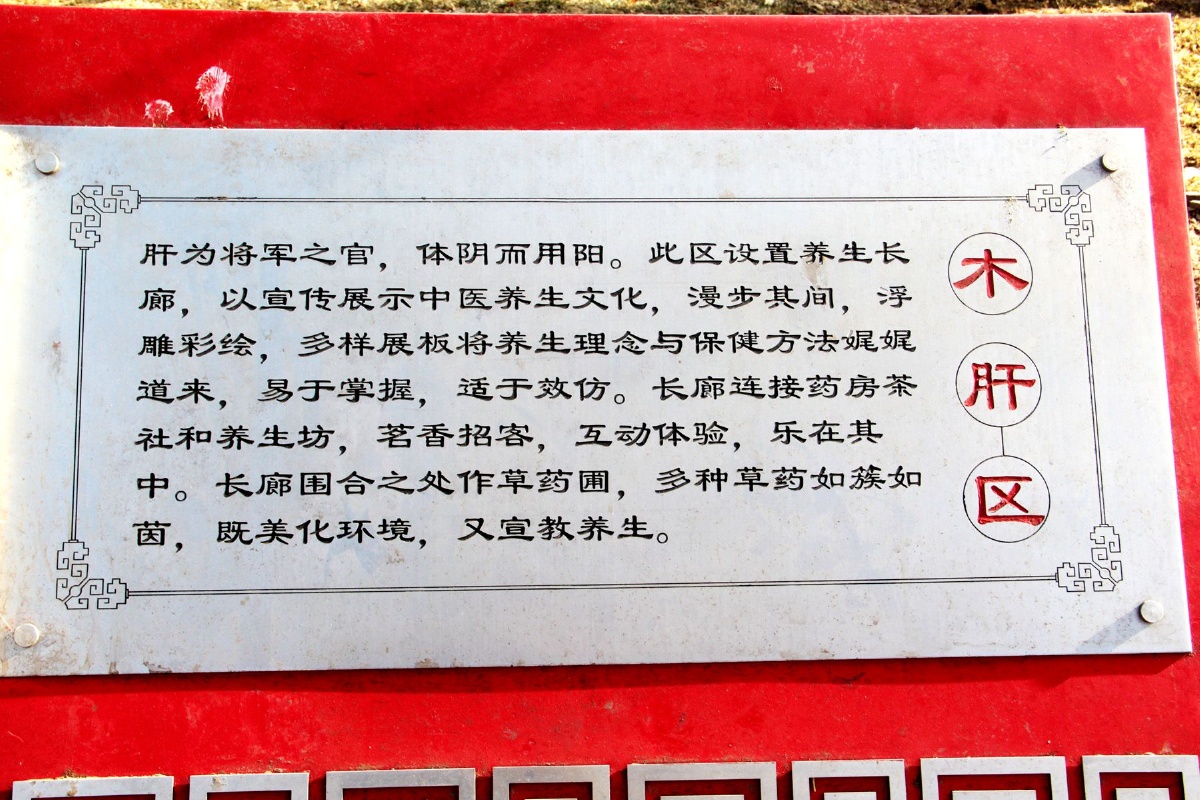 木肝区
肝为将军之官，体阴而用阳。此区设置养生长
廊，以宣传展示中医养生文化，漫步其间，浮
雕彩绘，多样展板将养生理念与保健方法娓娓
道来，易于掌握，适于效仿。长廊连接药房茶
社和养生坊，茗香招客，互动体验，乐在其
中。长廊围合之处作草药圃，多种草药如簇如
茵，既美化环境，又宣教养生。